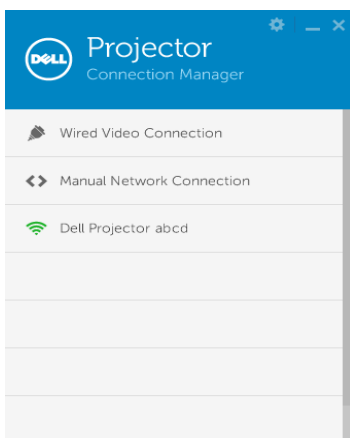 DELL
Projector
Connection Manager
Wired Video Connection
Manual Network Connection
Dell Projector abcd